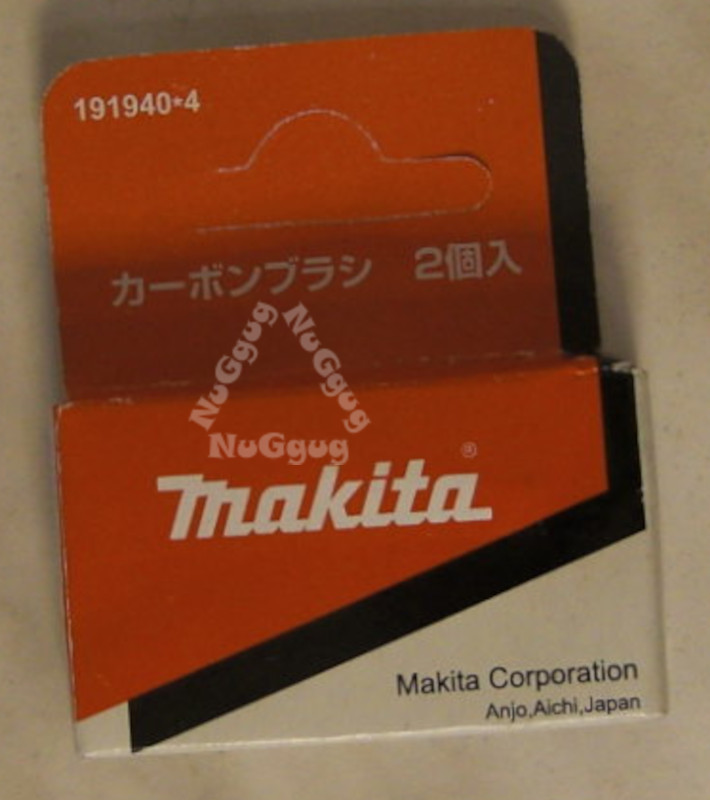 191940*4
カーボンブラシ 2個入
NuGgug
NuGgug
NuGgug
makita®
Makita Corporation
Anjo,Aichi,Japan